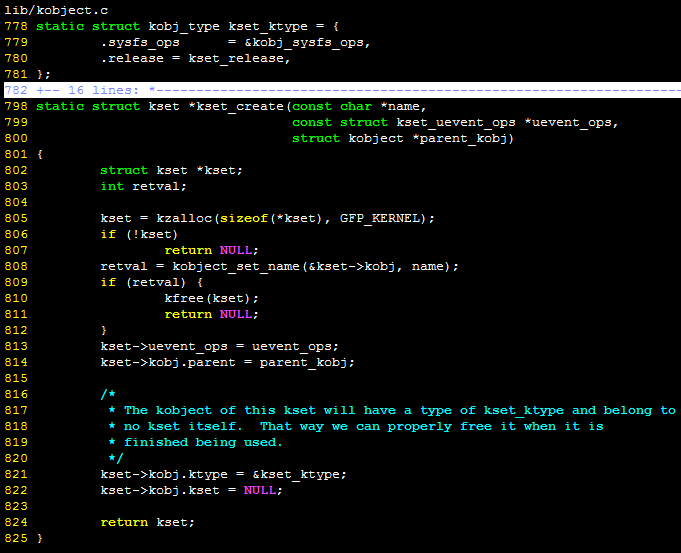 lib/kobject.c
778 static struct kobj_type kset_ktype = {
779         .sysfs_ops      = &kobj_sysfs_ops,
780         .release = kset_release,
781 };
782 +-- 16 lines: *-----------------------------------------------------------------
798 static struct kset *kset_create(const char *name,
799                                 const struct kset_uevent_ops *uevent_ops,
800                                 struct kobject *parent_kobj)
801 {
802         struct kset *kset;
803         int retval;
804
805         kset = kzalloc(sizeof(*kset), GFP_KERNEL);
806         if (!kset)
807                 return NULL;
808         retval = kobject_set_name(&kset->kobj, name);
809         if (retval) {
810                 kfree(kset);
811                 return NULL;
812         }
813         kset->uevent_ops = uevent_ops;
814         kset->kobj.parent = parent_kobj;
815
816         /*
817          * The kobject of this kset will have a type of kset_ktype and belong to
818          * no kset itself.  That way we can properly free it when it is
819          * finished being used.
820          */
821         kset->kobj.ktype = &kset_ktype;
822         kset->kobj.kset = NULL;
823
824         return kset;
825 }